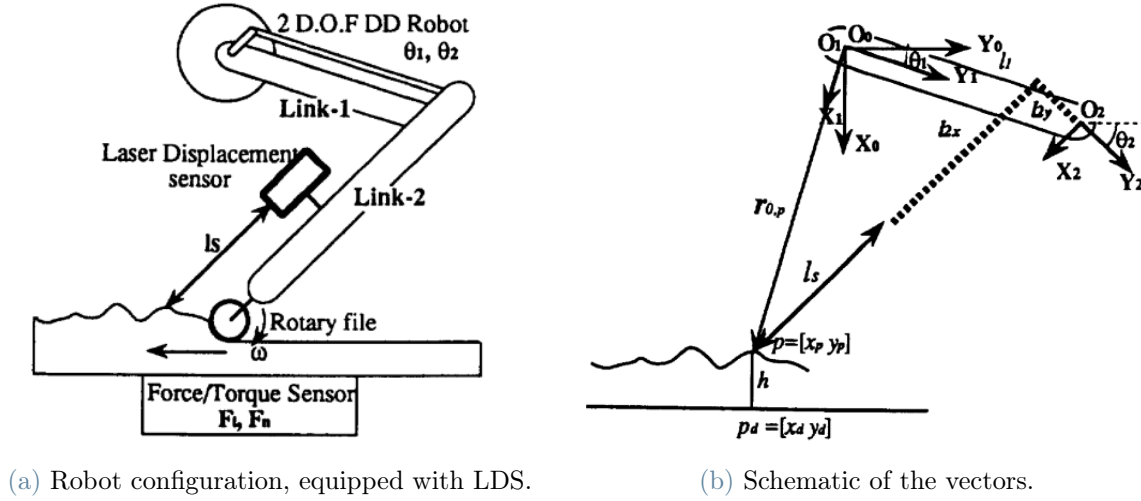 2 D.O.F DD Robot
θ1, θ2
Link-1
Laser Displacement
sensor
Link-2
ls
Rotary file
ω
Force/Torque Sensor
Ft, Fn
(a) Robot configuration, equipped with LDS.
O1 O0
Y0
l1
θ1
Y1
X1
X0
l2x
l2y
O2
θ2
X2
Y2
r0,p
ls
p=[xp yp]
h
pd =[xd yd]
(b) Schematic of the vectors.